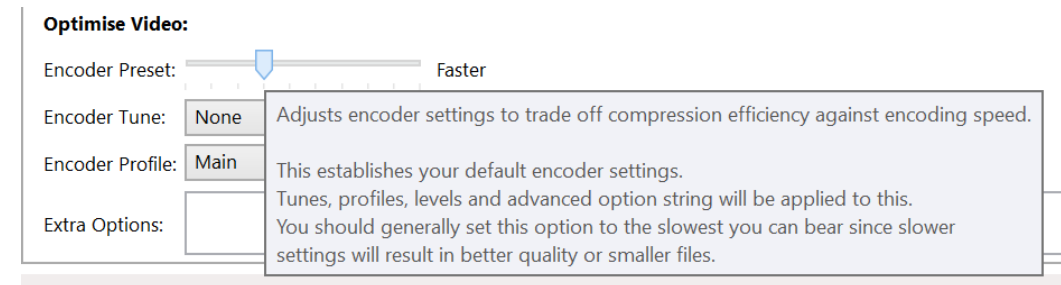 Optimise Video:
Encoder Preset: Faster
Encoder Tune: None
Adjusts encoder settings to trade off compression efficiency against encoding speed.
Encoder Profile: Main
This establishes your default encoder settings.
Tunes, profiles, levels and advanced option string will be applied to this.
Extra Options:
You should generally set this option to the slowest you can bear since slower
settings will result in better quality or smaller files.